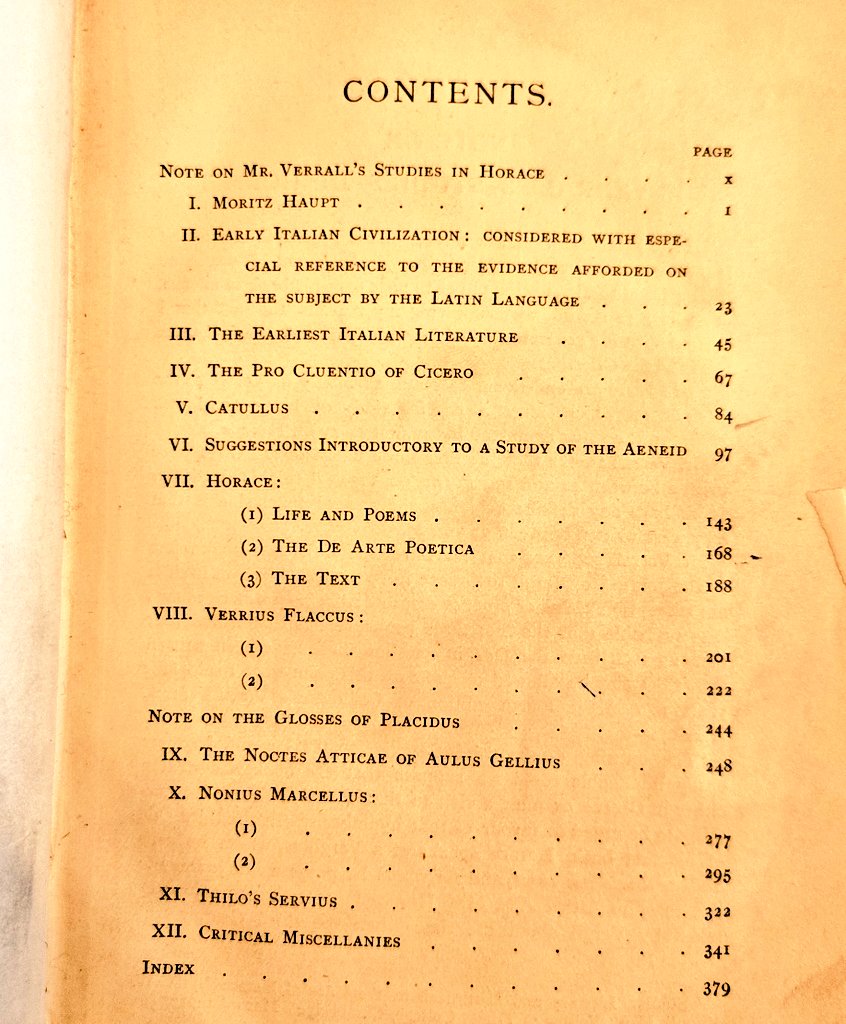 CONTENTS.
PAGE
NOTE ON MR. VERRALL'S STUDIES IN HORACE . . . . x
I. MORITZ HAUPT . . . . . . . . . 1
II. EARLY ITALIAN CIVILIZATION: CONSIDERED WITH ESPE-
CIAL REFERENCE TO THE EVIDENCE AFFORDED ON
THE SUBJECT BY THE LATIN LANGUAGE . . . 23
III. THE EARLIEST ITALIAN LITERATURE . . . . 45
IV. THE PRO CLUENTIO OF CICERO . . . . . 67
V. CATULLUS . . . . . . . . . . 84
VI. SUGGESTIONS INTRODUCTORY TO A STUDY OF THE AENEID 97
VII. HORACE:
(1) LIFE AND POEMS . . . . . . . 143
(2) THE DE ARTE POETICA . . . . . 168
(3) THE TEXT . . . . . . . . 188
VIII. VERRIUS FLACCUS:
(1) . . . . . . . . . . 201
(2) . . . . . . . . . . 222
NOTE ON THE GLOSSES OF PLACIDUS . . . . . 244
IX. THE NOCTES ATTICAE OF AULUS GELLIUS . . . 248
X. NONIUS MARCELLUS:
(1) . . . . . . . . . . 277
(2) . . . . . . . . . . 295
XI. THILO'S SERVIUS . . . . . . . . . 322
XII. CRITICAL MISCELLANIES . . . . . . . 341
INDEX . . . . . . . . . . . . 379